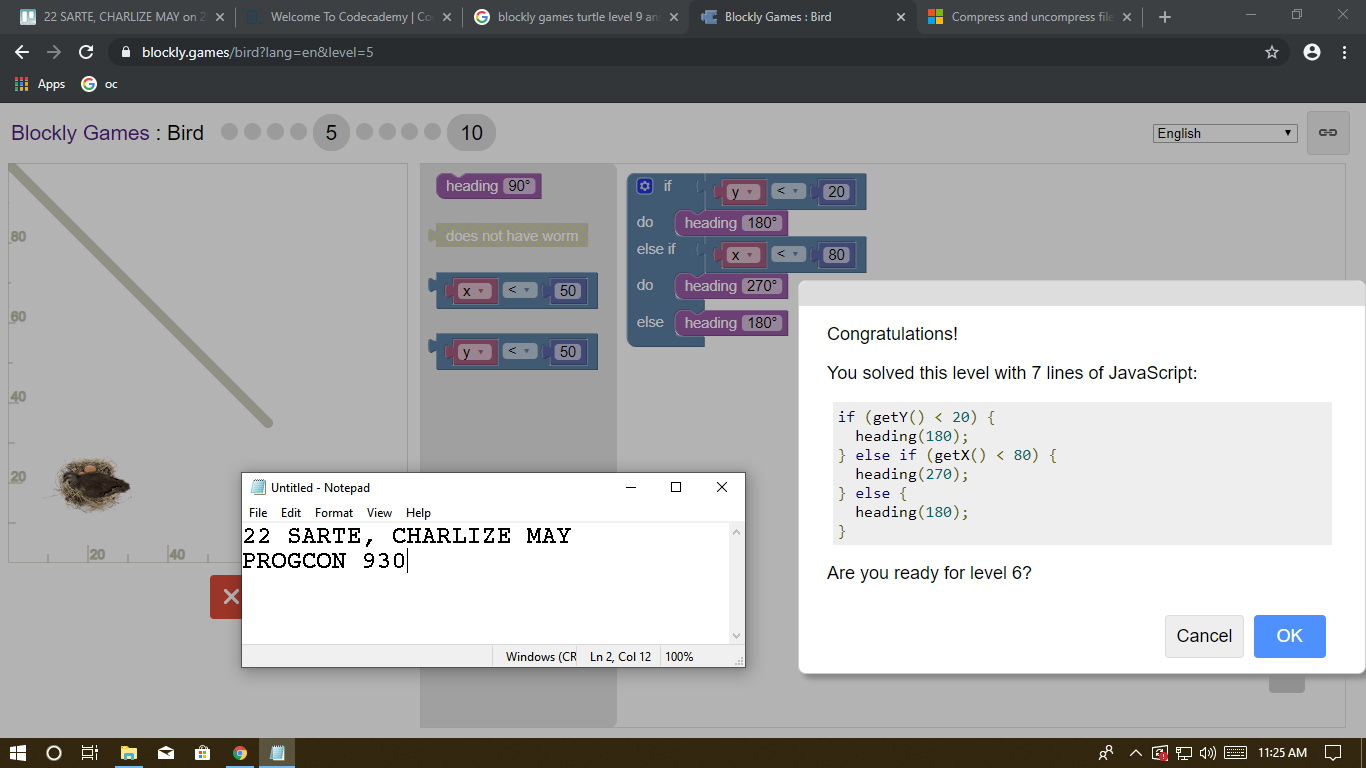 22 SARTE, CHARLIZE MAY on 2
Welcome To Codecademy | Co
blockly games turtle level 9 an
Blockly Games : Bird
Compress and uncompress file
blockly.games/bird?lang=en&level=5
Apps
oc
Blockly Games : Bird
5
10
English
80
60
40
20
20
40
heading 90°
does not have worm
x < 50
y < 50
if y < 20
do heading 180°
else if x < 80
do heading 270°
else heading 180°
Congratulations!
You solved this level with 7 lines of JavaScript:
if (getY() < 20) {
heading(180);
} else if (getX() < 80) {
heading(270);
} else {
heading(180);
}
Are you ready for level 6?
Cancel
OK
Untitled - Notepad
File Edit Format View Help
22 SARTE, CHARLIZE MAY
PROGCON 930
Windows (CR
Ln 2, Col 12
100%
11:25 AM